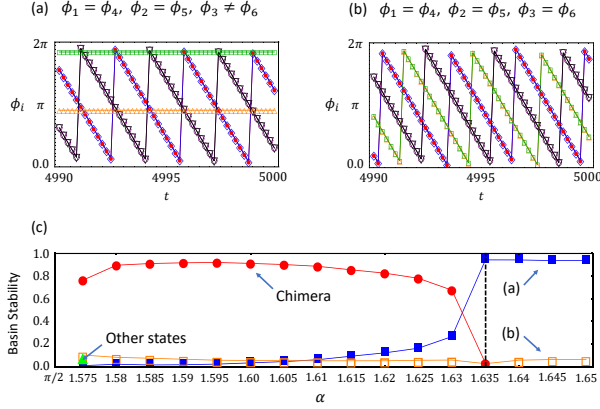 (a) ϕ₁ = ϕ₄, ϕ₂ = ϕ₅, ϕ₃ ≠ ϕ₆
(b) ϕ₁ = ϕ₄, ϕ₂ = ϕ₅, ϕ₃ = ϕ₆
2π
ϕᵢ π
0.0
4990 4995 5000
t
2π
ϕᵢ π
0.0
4990 4995 5000
t
(c)
Basin Stability
1.0
0.8
0.6
0.4
0.2
0
Chimera
Other states
(a)
(b)
π/2 1.575 1.58 1.585 1.59 1.595 1.60 1.605 1.61 1.615 1.62 1.625 1.63 1.635 1.64 1.645 1.65
α